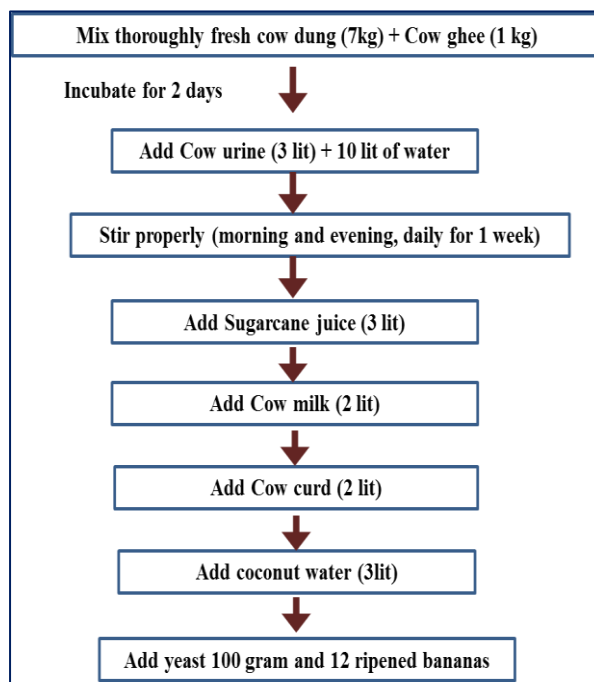 Mix thoroughly fresh cow dung (7kg) + Cow ghee (1 kg)
Incubate for 2 days
Add Cow urine (3 lit) + 10 lit of water
Stir properly (morning and evening, daily for 1 week)
Add Sugarcane juice (3 lit)
Add Cow milk (2 lit)
Add Cow curd (2 lit)
Add coconut water (3lit)
Add yeast 100 gram and 12 ripened bananas